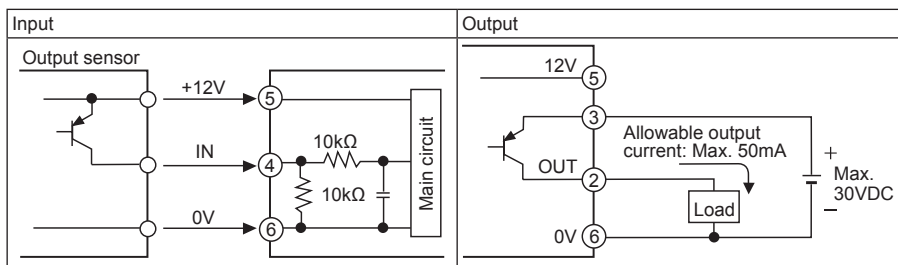 Input
Output sensor
+12V
5
IN
4
10kΩ
10kΩ
0V
6
Main circuit
Output
12V
5
3
Allowable output
current: Max. 50mA
OUT
2
Load
+
Max.
30VDC
−
0V
6